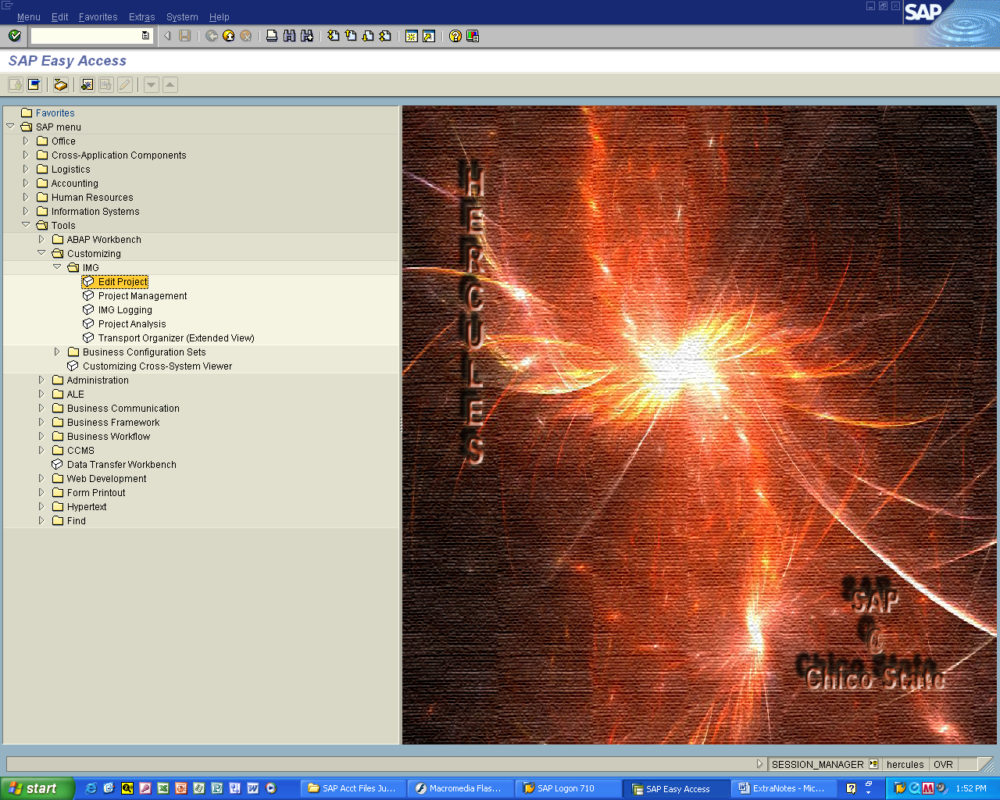 Menu Edit Favorites Extras System Help
SAP
SAP Easy Access
Favorites
SAP menu
Office
Cross-Application Components
Logistics
Accounting
Human Resources
Information Systems
Tools
ABAP Workbench
Customizing
IMG
Edit Project
Project Management
IMG Logging
Project Analysis
Transport Organizer (Extended View)
Business Configuration Sets
Customizing Cross-System Viewer
Administration
ALE
Business Communication
Business Framework
Business Workflow
CCMS
Data Transfer Workbench
Web Development
Form Printout
Hypertext
Find
HERCULES
SAP
@
Chico State
SESSION_MANAGER hercules OVR
start SAP Acct Files Ju... Macromedia Flas... SAP Logon 710 SAP Easy Access ExtraNotes - Mic... 1:52 PM